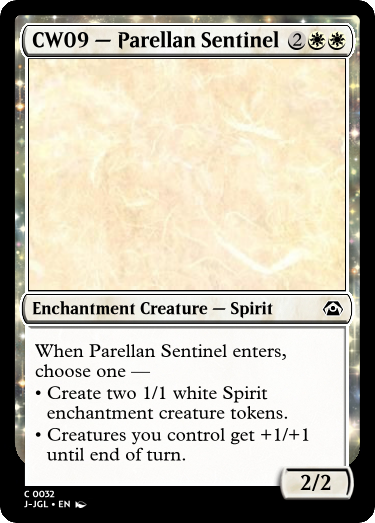 CW09 — Parellan Sentinel 2
Enchantment Creature — Spirit
When Parellan Sentinel enters,
choose one —
• Create two 1/1 white Spirit
enchantment creature tokens.
• Creatures you control get +1/+1
until end of turn.
2/2
C 0032
J-JGL • EN